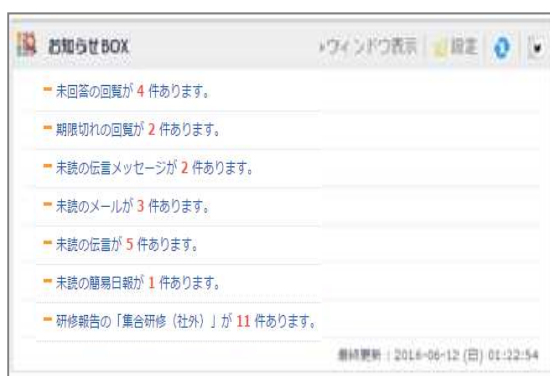 お知らせBOX ウィンドウ表示 設定
未回答の回覧が 4 件あります。
期限切れの回覧が 2 件あります。
未読の伝言メッセージが 2 件あります。
未読のメールが 3 件あります。
未読の伝言が 5 件あります。
未読の簡易日報が 1 件あります。
研修報告の「集合研修（社外）」が 11 件あります。
最終更新 : 2016-06-12 (日) 01:22:54